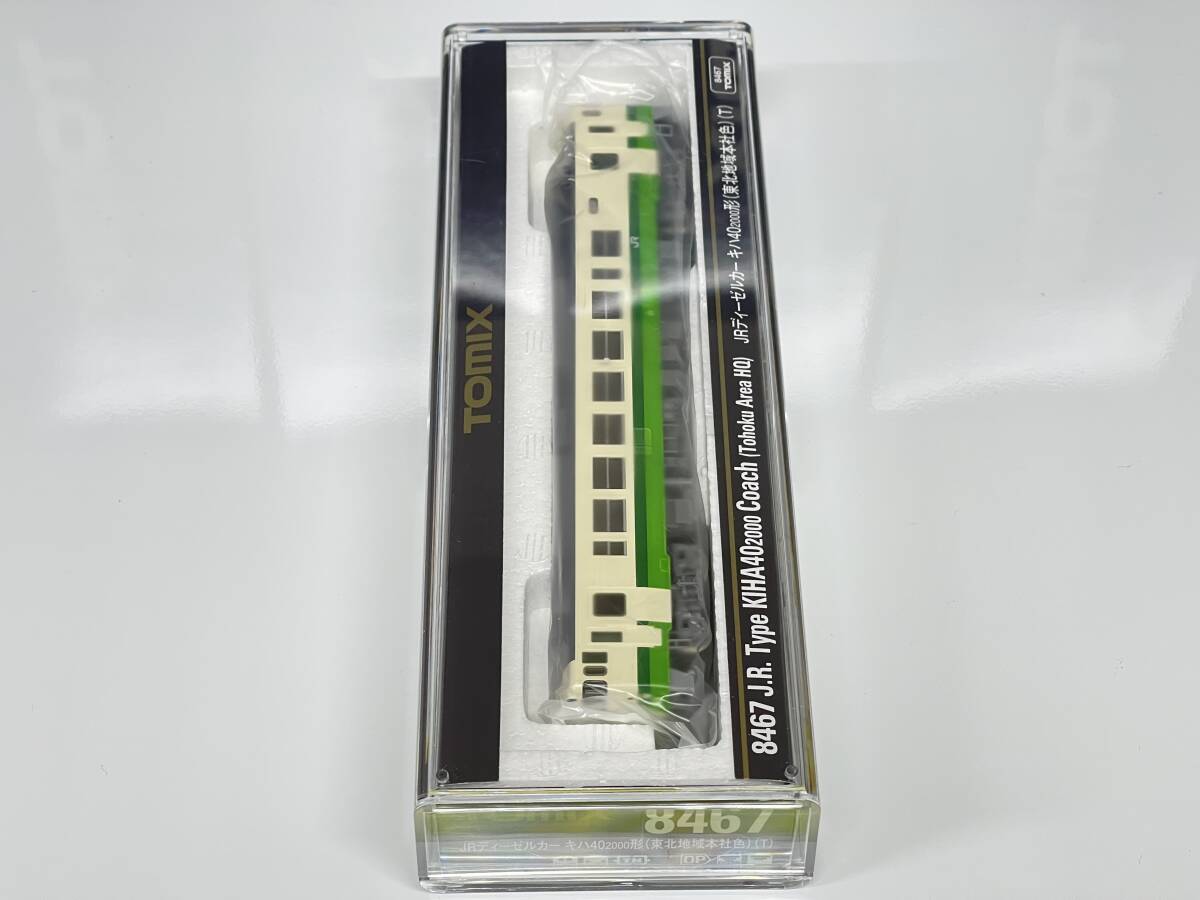 TOMIX
8467 J.R. Type KIHA402000 Coach (Tohoku Area HQ) JRディーゼルカー キハ402000形(東北地域本社色)(T)
8467
TOMIX
JR
8467
JRディーゼルカー キハ402000形(東北地域本社色)(T)